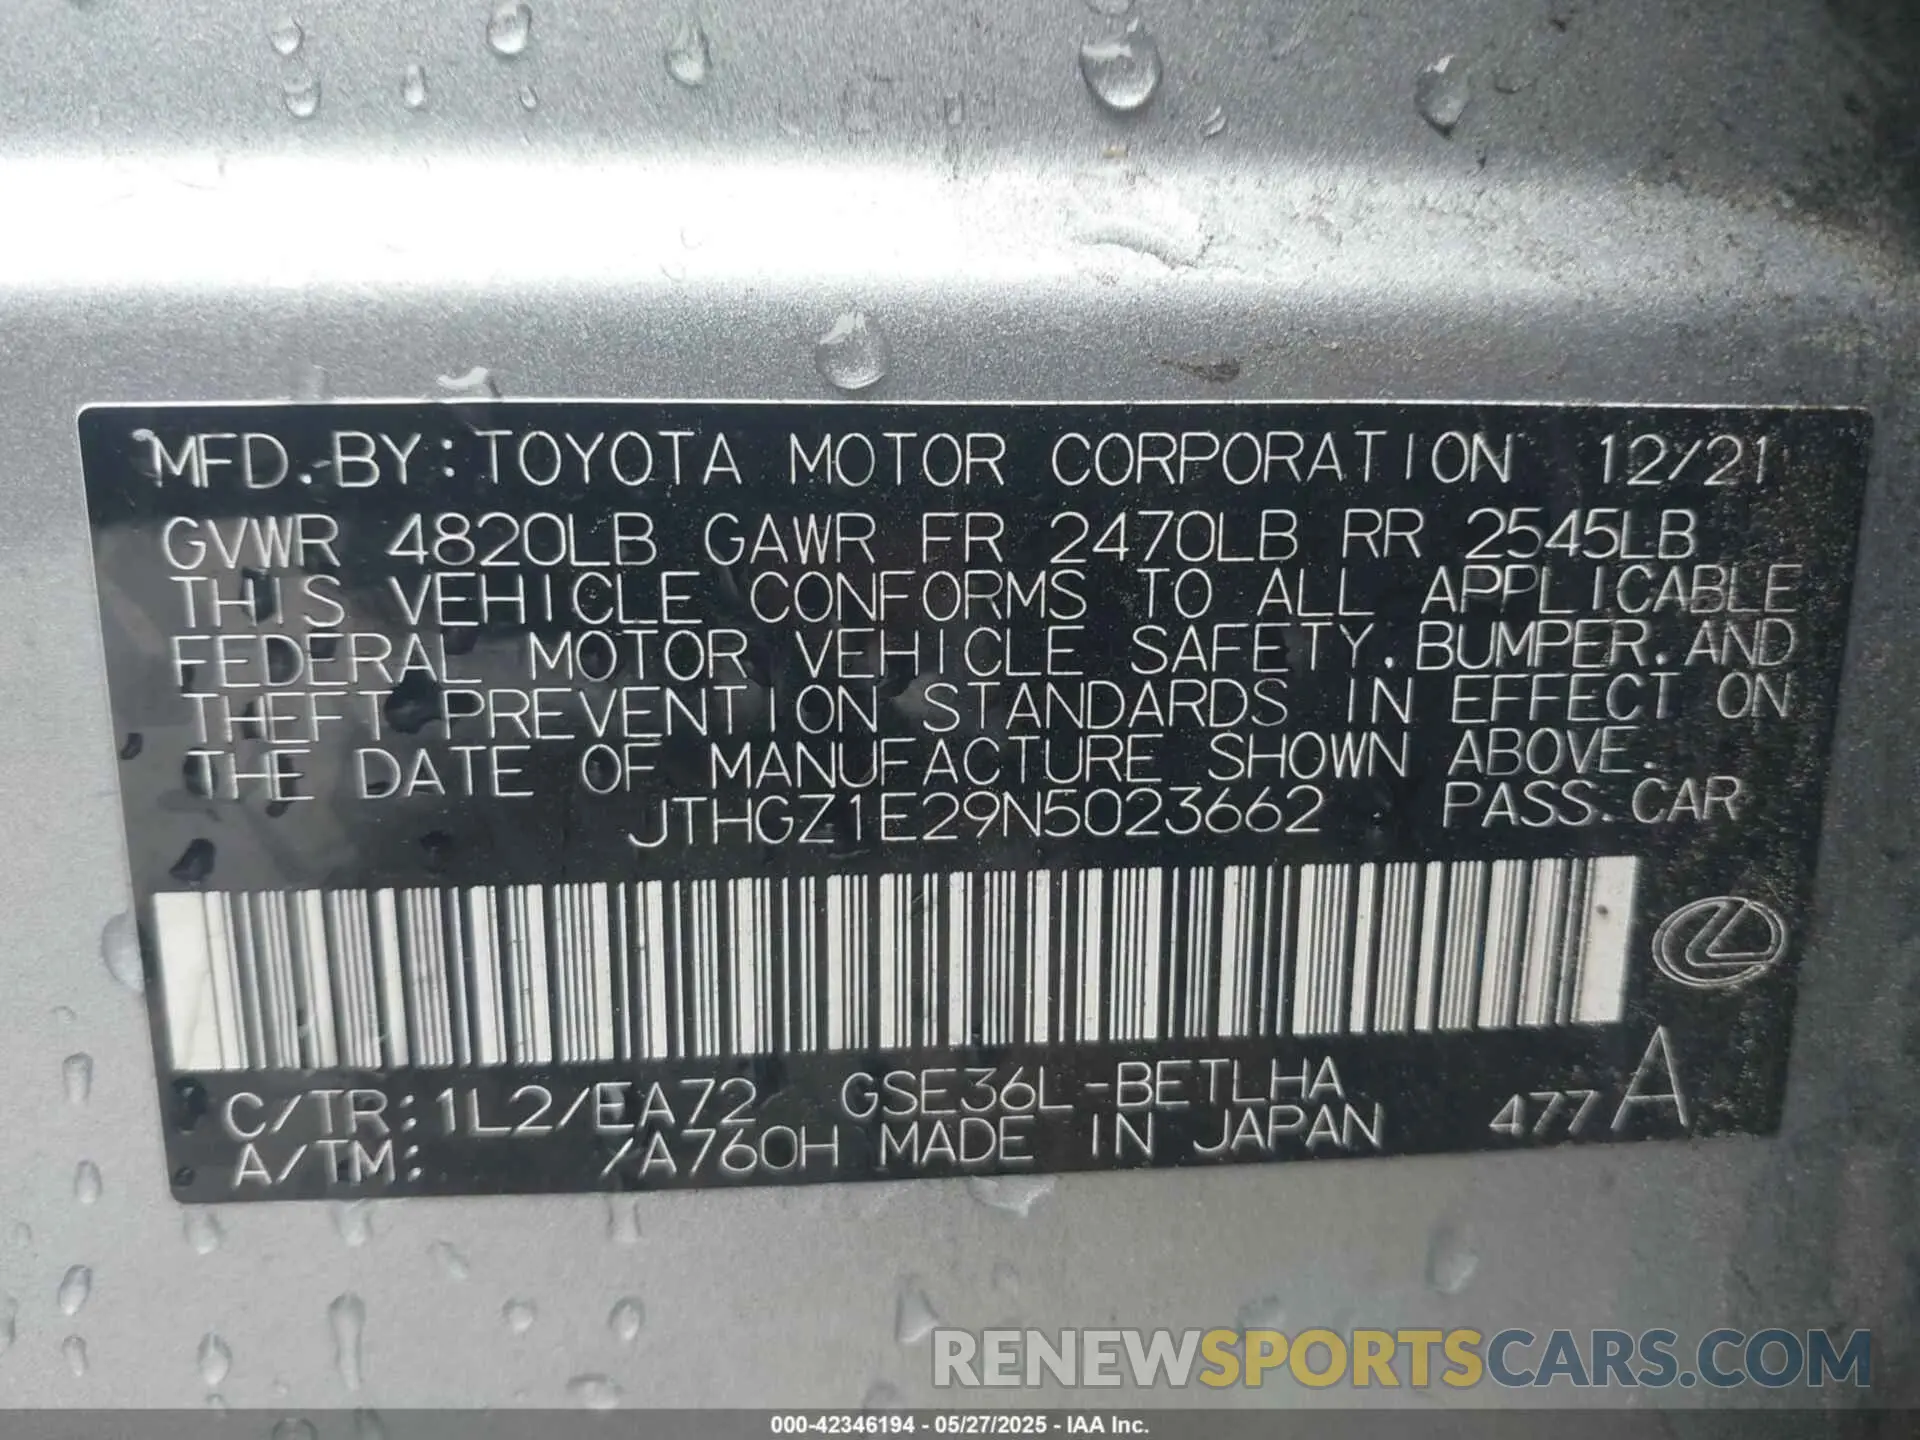 MFD. BY: TOYOTA MOTOR CORPORATION 12/21
GVWR 4820LB GAWR FR 2470LB RR 2545LB
THIS VEHICLE CONFORMS TO ALL APPLICABLE
FEDERAL MOTOR VEHICLE SAFETY. BUMPER. AND
THEFT PREVENTION STANDARDS IN EFFECT ON
THE DATE OF MANUFACTURE SHOWN ABOVE.
JTHGZ1E29N5023662 PASS. CAR
C/TR: 1L2/EA72 GSE36L-BETLHA
A/TM: /A760H MADE IN JAPAN 477 A
RENEWSPORTSCARS.COM
000-42346194 - 05/27/2025 - IAA Inc.